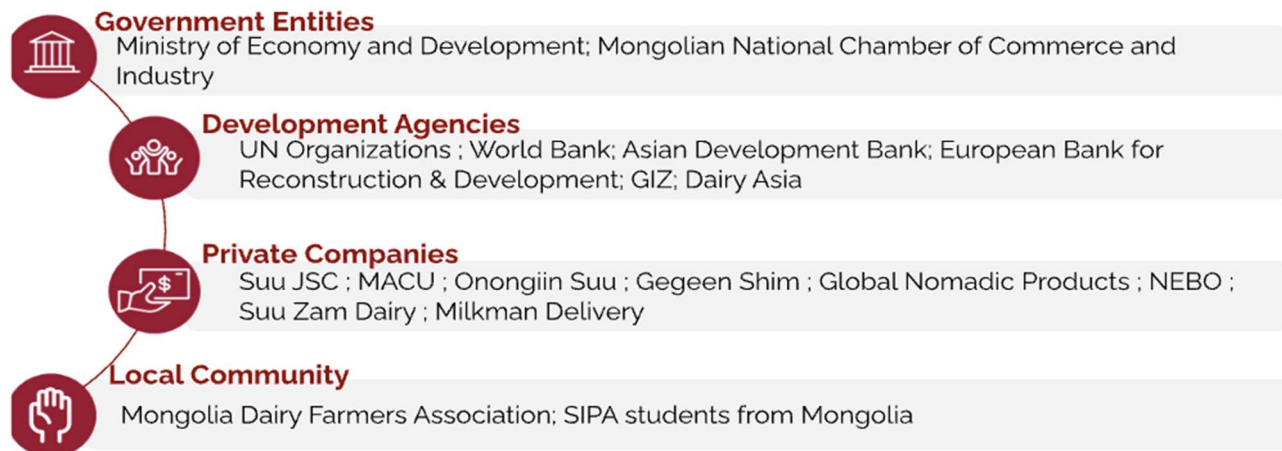 Government Entities
Ministry of Economy and Development; Mongolian National Chamber of Commerce and
Industry
Development Agencies
UN Organizations ; World Bank; Asian Development Bank; European Bank for
Reconstruction & Development; GIZ; Dairy Asia
Private Companies
$
Suu JSC ; MACU ; Onongiin Suu ; Gegeen Shim ; Global Nomadic Products ; NEBO ;
Suu Zam Dairy ; Milkman Delivery
Local Community
Mongolia Dairy Farmers Association; SIPA students from Mongolia